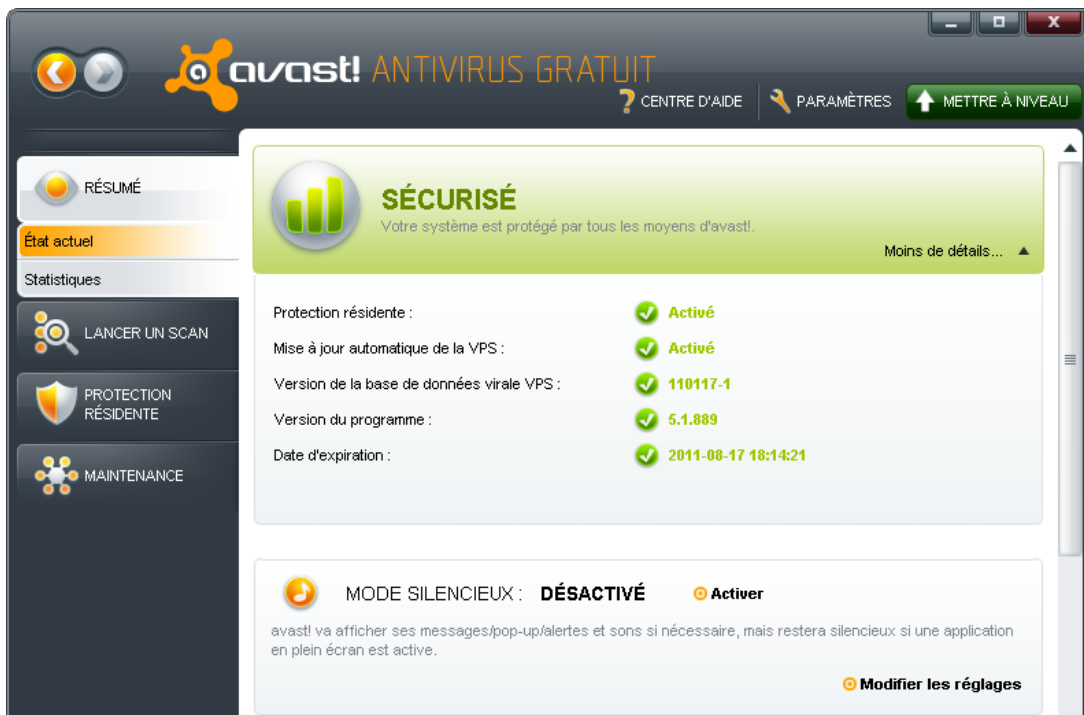 avast! ANTIVIRUS GRATUIT
CENTRE D'AIDE
PARAMÈTRES
METTRE À NIVEAU
RÉSUMÉ
État actuel
Statistiques
LANCER UN SCAN
PROTECTION
RÉSIDENTE
MAINTENANCE
SÉCURISÉ
Votre système est protégé par tous les moyens d'avast!.
Moins de détails...
Protection résidente : Activé
Mise à jour automatique de la VPS : Activé
Version de la base de données virale VPS : 110117-1
Version du programme : 5.1.889
Date d'expiration : 2011-08-17 18:14:21
MODE SILENCIEUX : DÉSACTIVÉ Activer
avast! va afficher ses messages/pop-up/alertes et sons si nécessaire, mais restera silencieux si une application
en plein écran est active.
Modifier les réglages